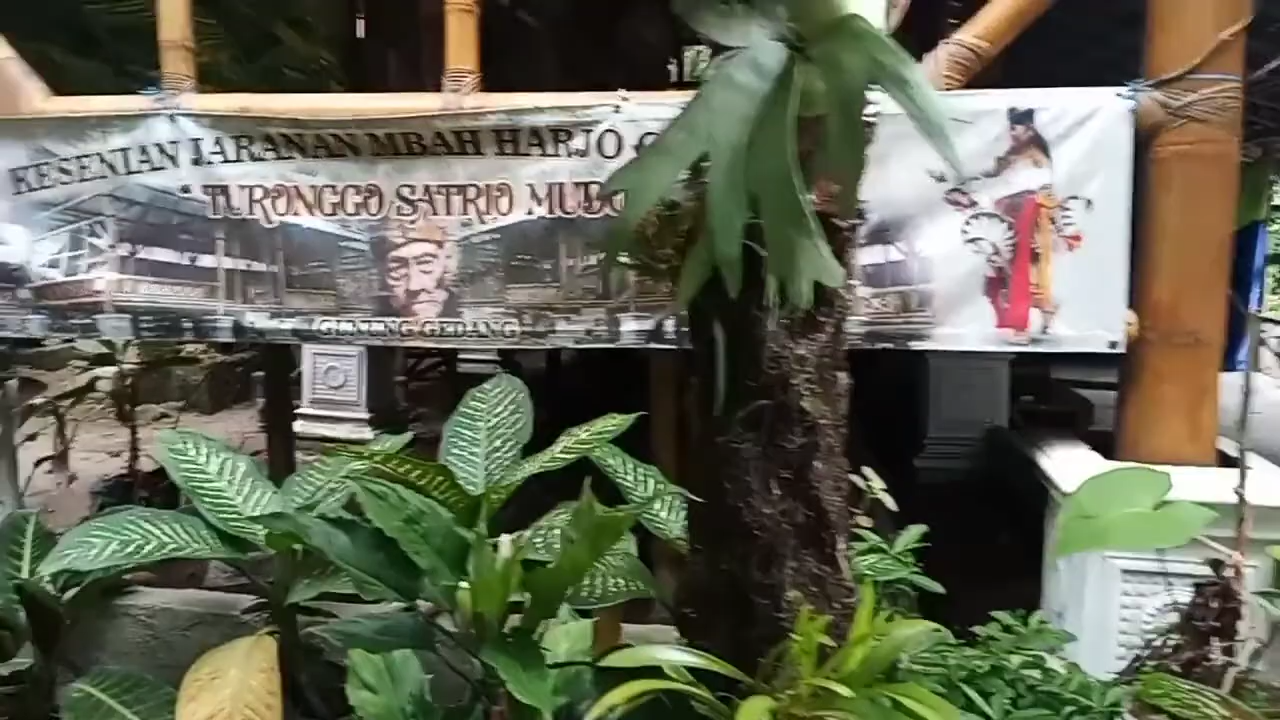 KESENIAN JARANAN MBAH HARJO
TURONGGO SATRIO MUDO
GUNUNG GEDANG